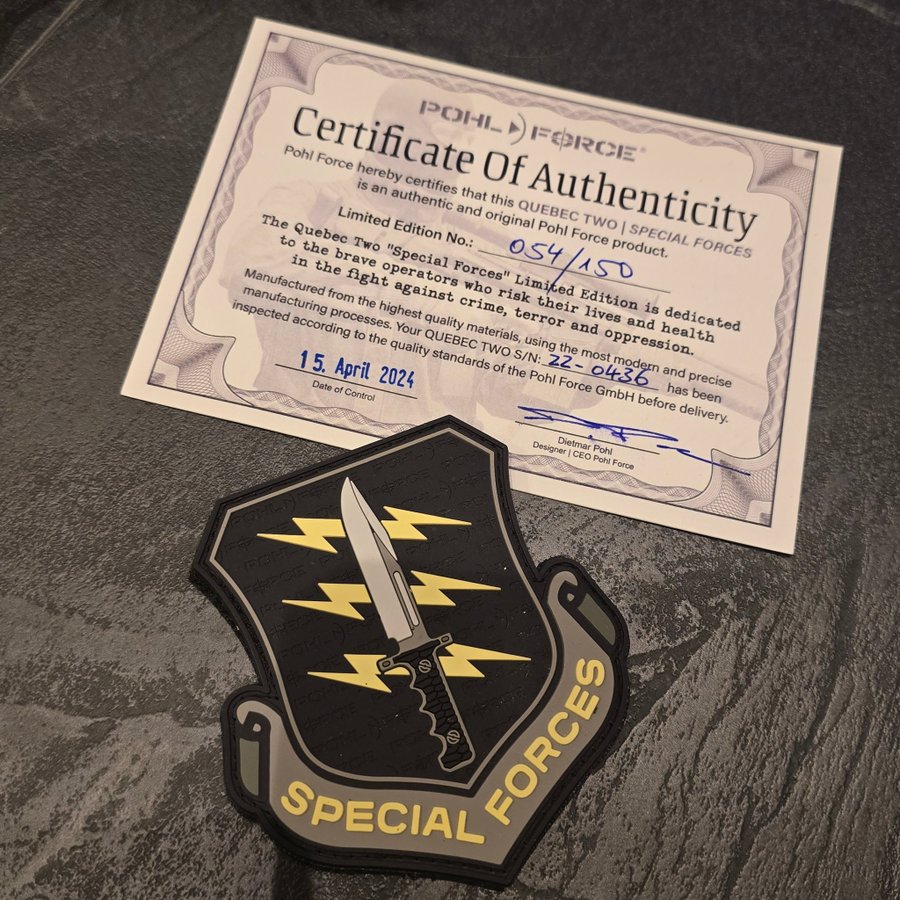 POHL FORCE®
Certificate Of Authenticity
Pohl Force hereby certifies that this QUEBEC TWO | SPECIAL FORCES
is an authentic and original Pohl Force product.
Limited Edition No.: 054/150
The Quebec Two "Special Forces" Limited Edition is dedicated
to the brave operators who risk their lives and health
in the fight against crime, terror and oppression.
Manufactured from the highest quality materials, using the most modern and precise
manufacturing processes. Your QUEBEC TWO S/N: 22-0436 has been
inspected according to the quality standards of the Pohl Force GmbH before delivery.
15. April 2024
Date of Control
Dietmar Pohl
Designer | CEO Pohl Force
SPECIAL FORCES